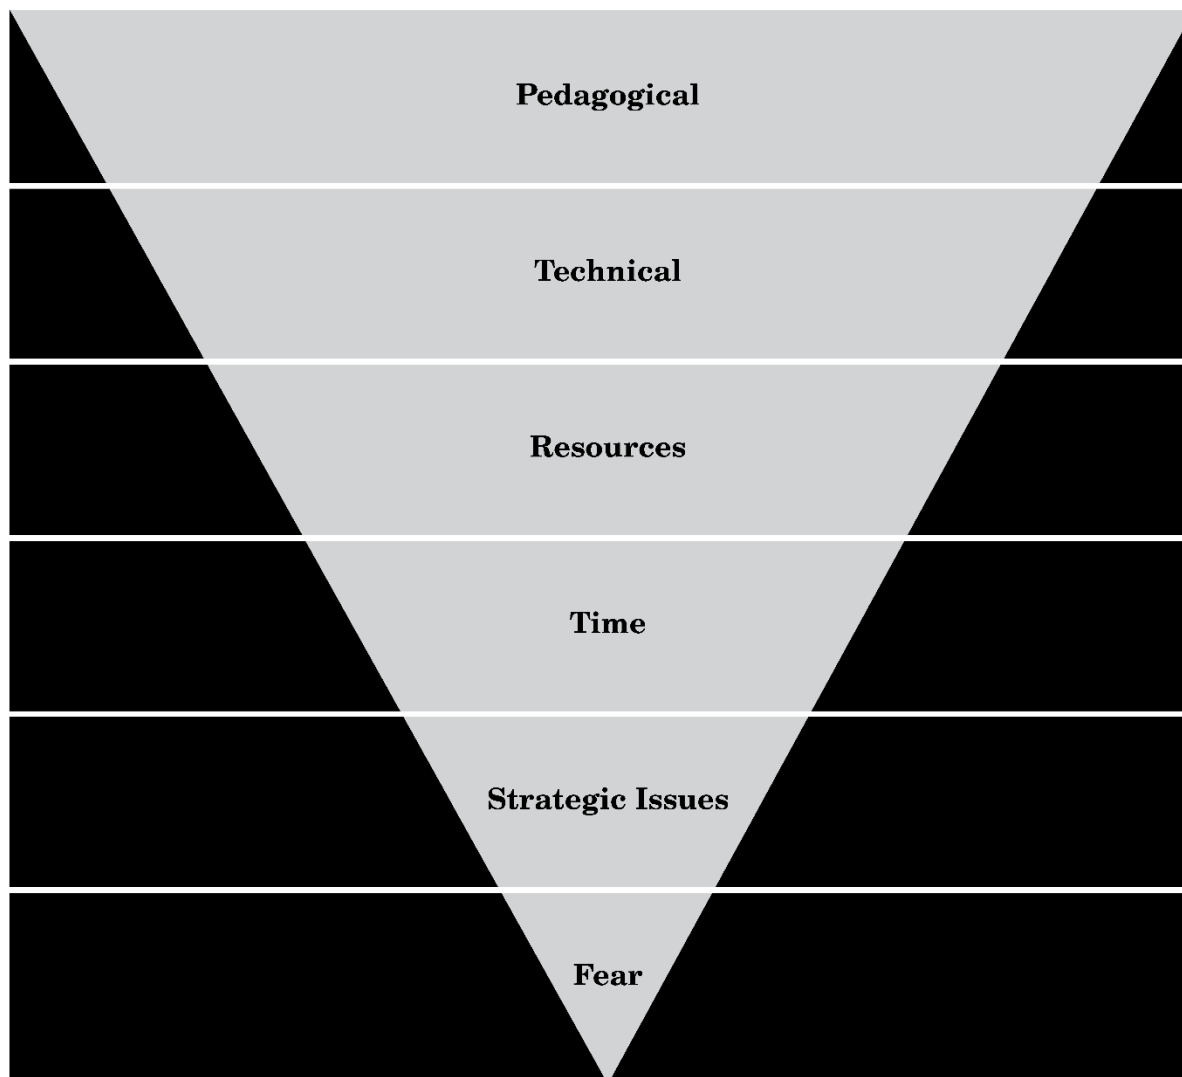 Pedagogical
Technical
Resources
Time
Strategic Issues
Fear